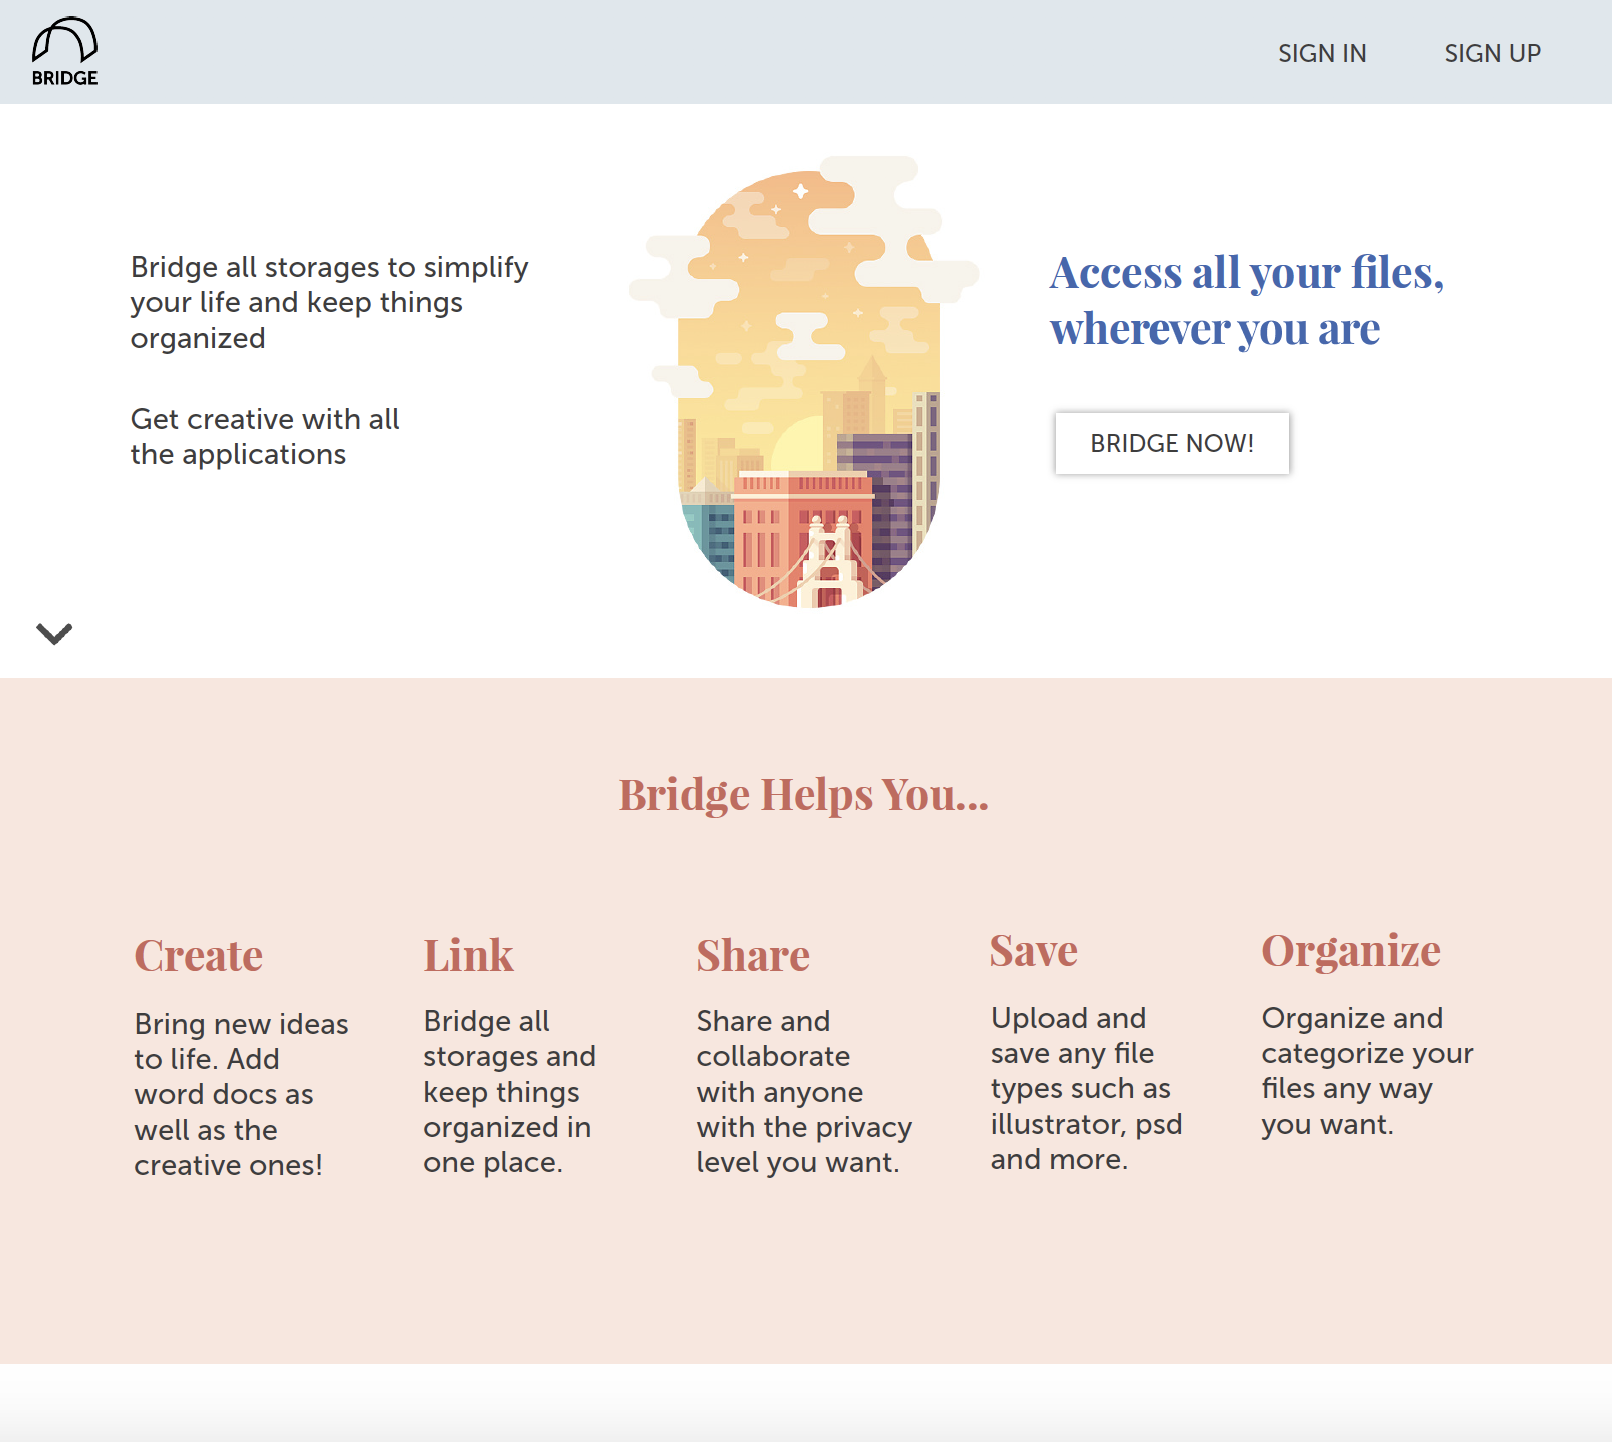 BRIDGE
SIGN IN
SIGN UP
Bridge all storages to simplify
your life and keep things
organized
Get creative with all
the applications
Access all your files,
wherever you are
BRIDGE NOW!
Bridge Helps You...
Create
Bring new ideas
to life. Add
word docs as
well as the
creative ones!
Link
Bridge all
storages and
keep things
organized in
one place.
Share
Share and
collaborate
with anyone
with the privacy
level you want.
Save
Upload and
save any file
types such as
illustrator, psd
and more.
Organize
Organize and
categorize your
files any way
you want.